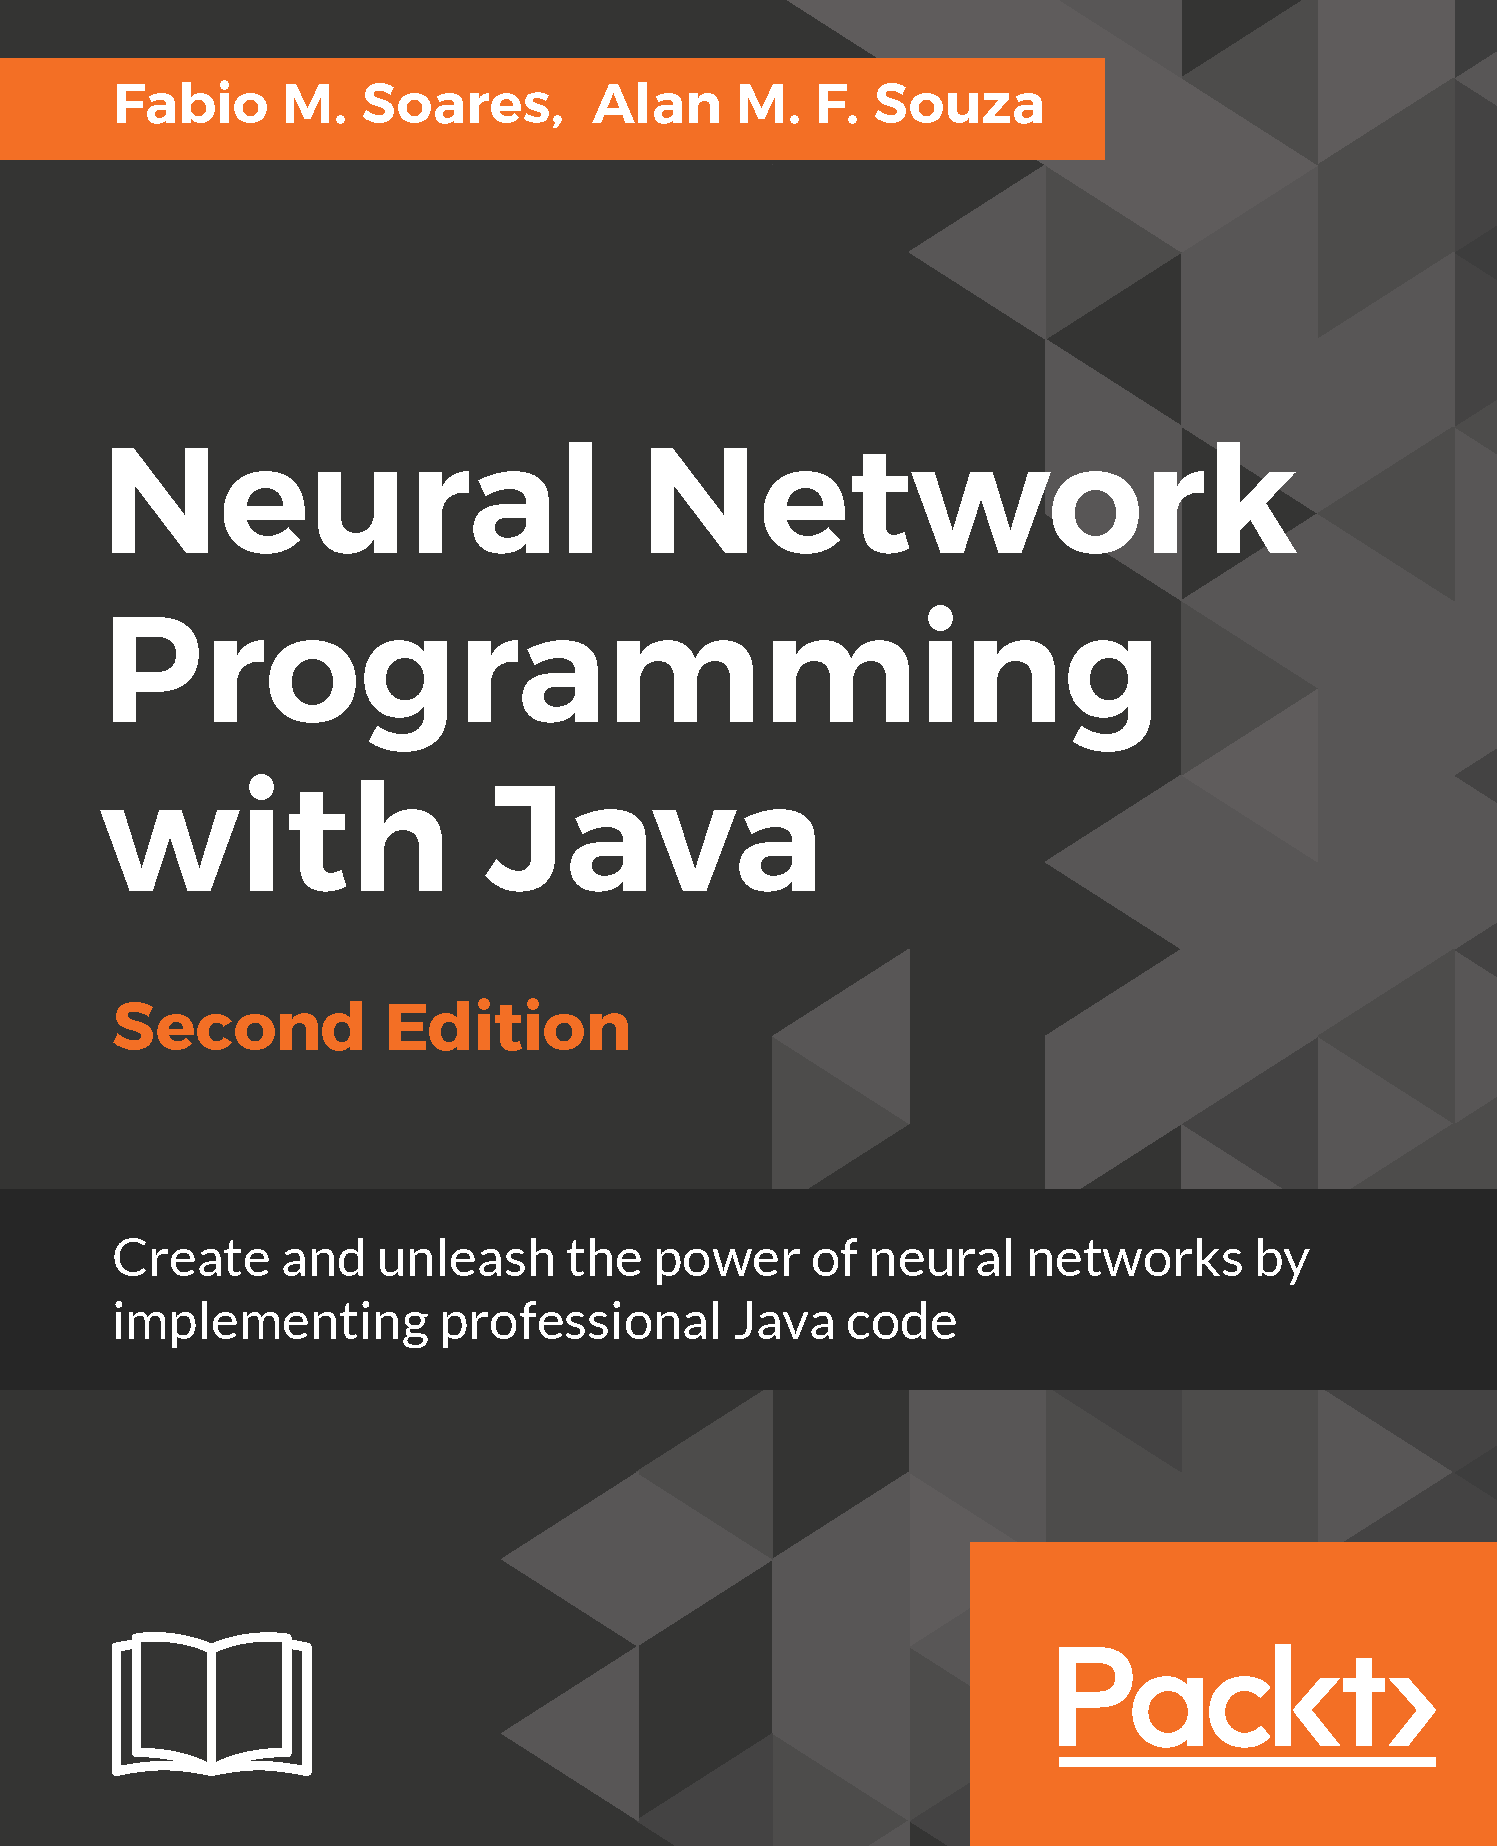 Fabio M. Soares, Alan M. F. Souza
Neural Network
Programming
with Java
Second Edition
Create and unleash the power of neural networks by
implementing professional Java code
Packt